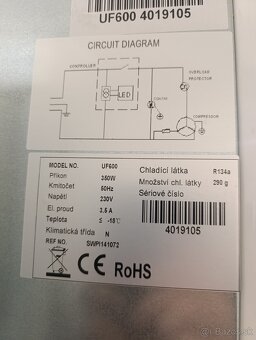 UF600 4019105
CIRCUIT DIAGRAM
CONTROLLER
OVERLOAD
PROTECTOR
LED
COMPRESSOR
MODEL NO. UF600
Příkon 350W
Kmitočet 50Hz
Napětí 230V
El. proud 3.5 A
Teplota S -18°C
Klimatická třída N
REF NO. SWPI141072
Chladící látka R134a
Množství chl. látky 290 g
Sériové číslo
4019105
CE RoHS